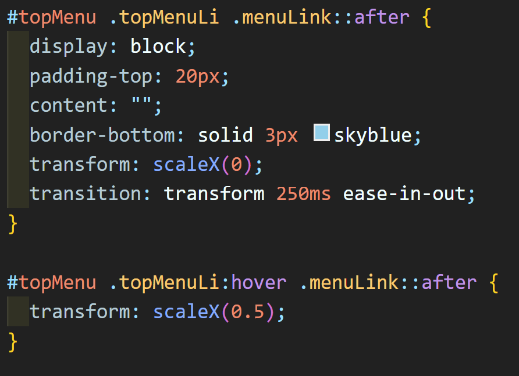 #topMenu .topMenuLi .menuLink::after {
display: block;
padding-top: 20px;
content: "";
border-bottom: solid 3px skyblue;
transform: scaleX(0);
transition: transform 250ms ease-in-out;
}
#topMenu .topMenuLi:hover .menuLink::after {
transform: scaleX(0.5);
}